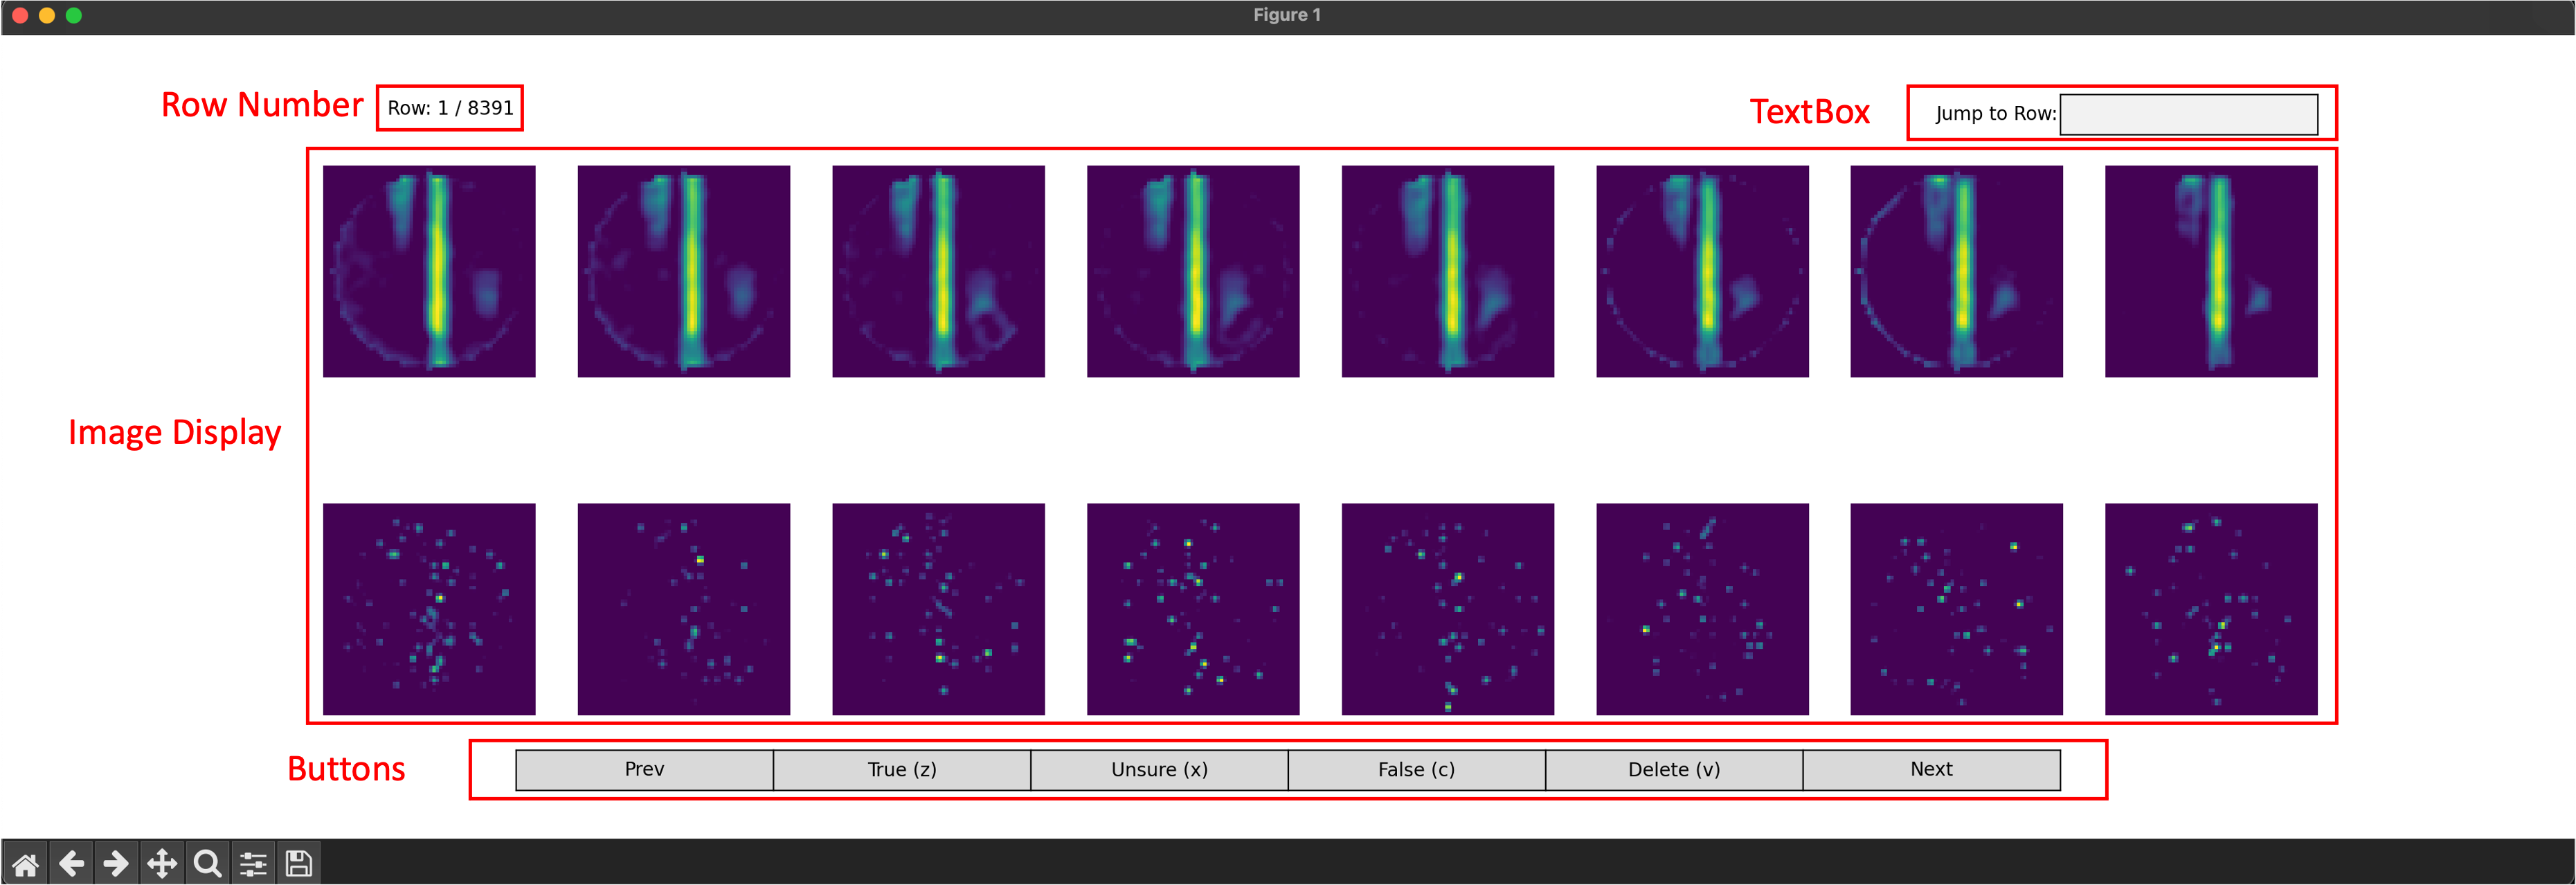 Figure 1
Row Number
Row: 1 / 8391
TextBox
Jump to Row:
Image Display
Buttons
Prev
True (z)
Unsure (x)
False (c)
Delete (v)
Next